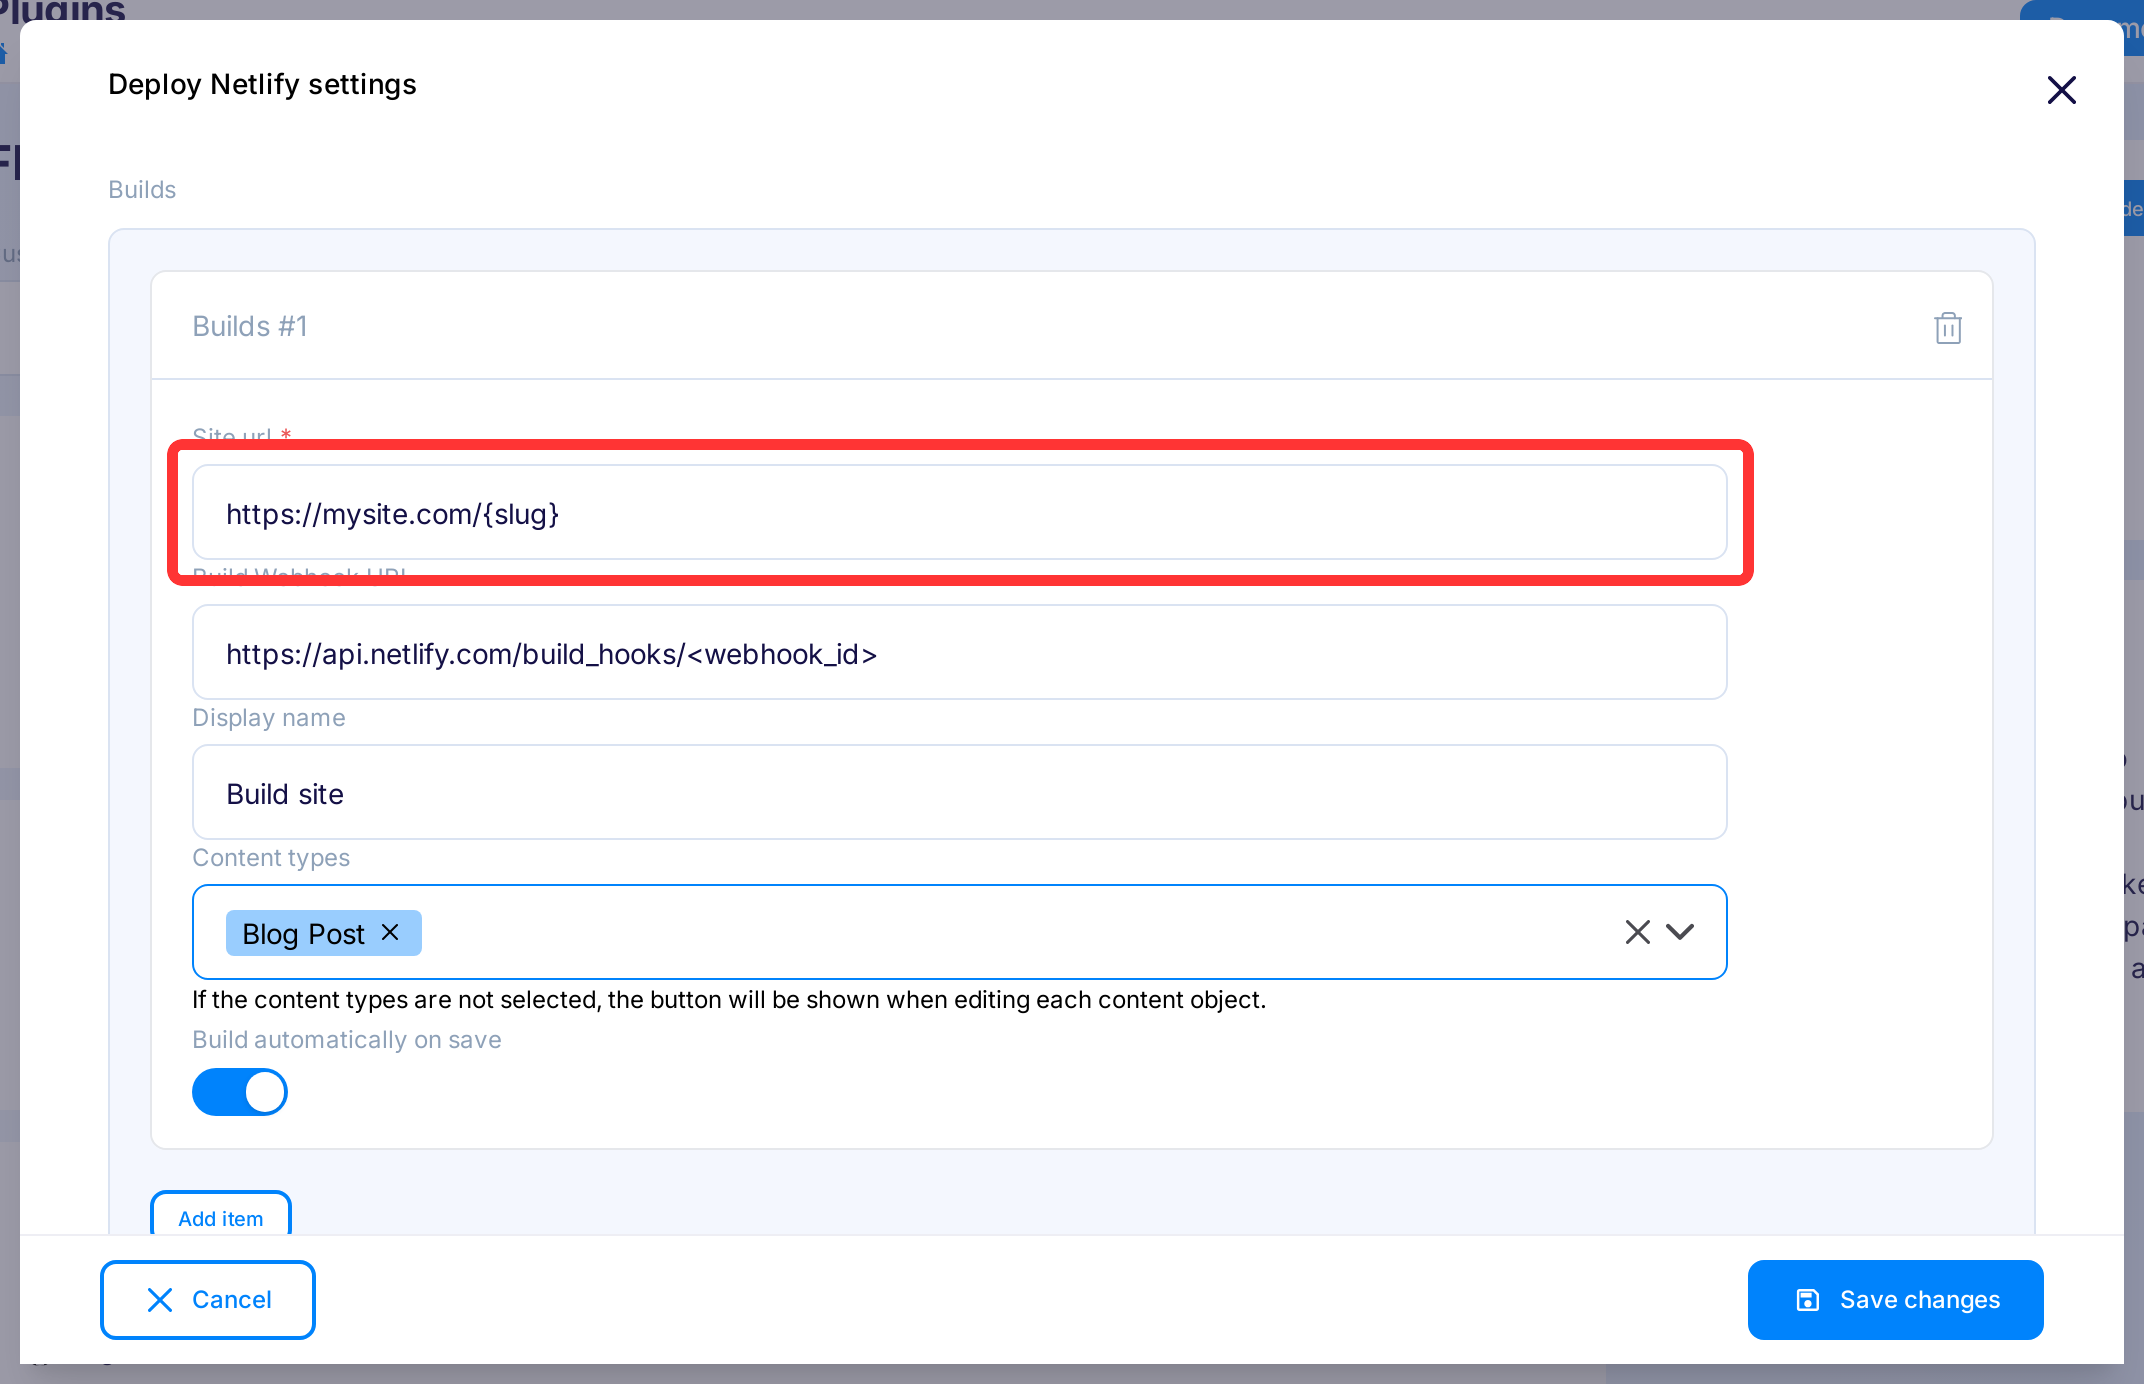 Plugins
Deploy Netlify settings
Builds
Builds #1
Site url *
https://mysite.com/{slug}
Build Webhook URL
https://api.netlify.com/build_hooks/<webhook_id>
Display name
Build site
Content types
Blog Post
If the content types are not selected, the button will be shown when editing each content object.
Build automatically on save
Add item
Cancel
Save changes